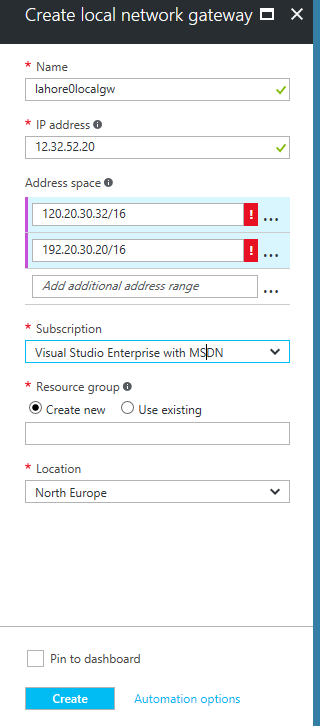 Create local network gateway
* Name
lahore0localgw
* IP address
12.32.52.20
Address space
120.20.30.32/16 ! ...
192.20.30.20/16 ! ...
Add additional address range ...
* Subscription
Visual Studio Enterprise with MSDN
* Resource group
Create new Use existing
* Location
North Europe
Pin to dashboard
Create Automation options